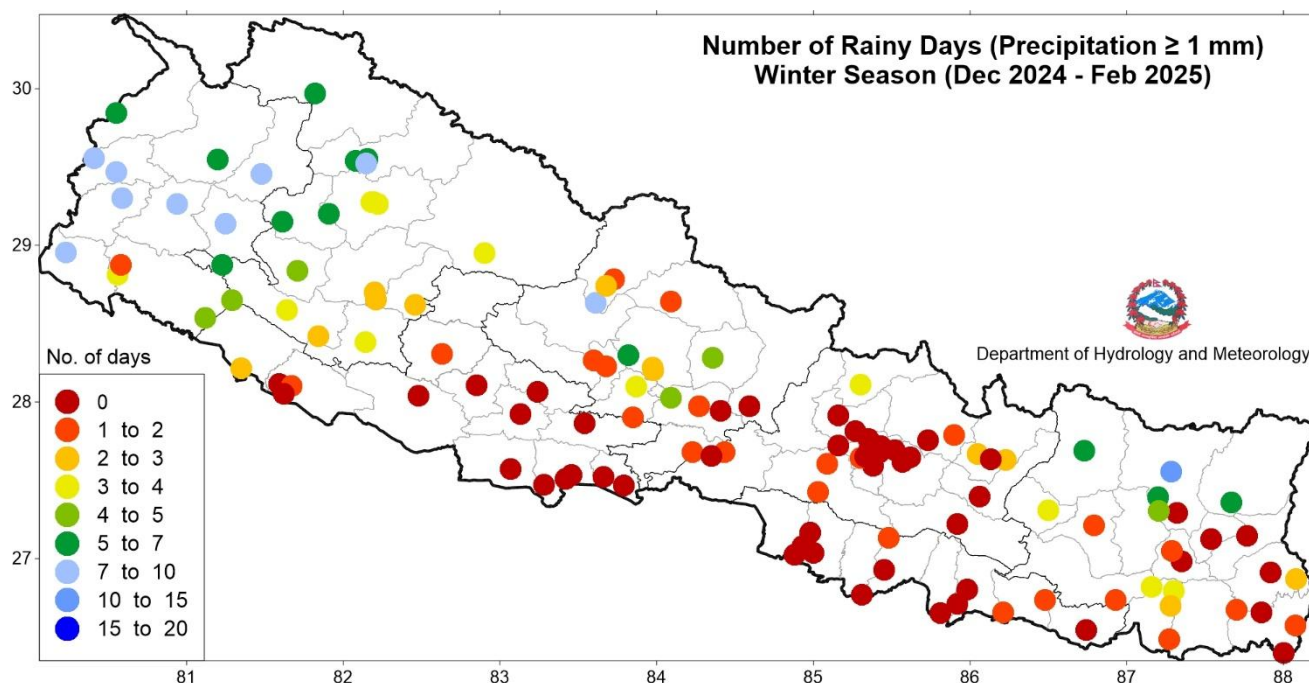 Number of Rainy Days (Precipitation ≥ 1 mm)
Winter Season (Dec 2024 - Feb 2025)
30
29
28
27
Department of Hydrology and Meteorology
No. of days
0
1 to 2
2 to 3
3 to 4
4 to 5
5 to 7
7 to 10
10 to 15
15 to 20
81 82 83 84 85 86 87 88